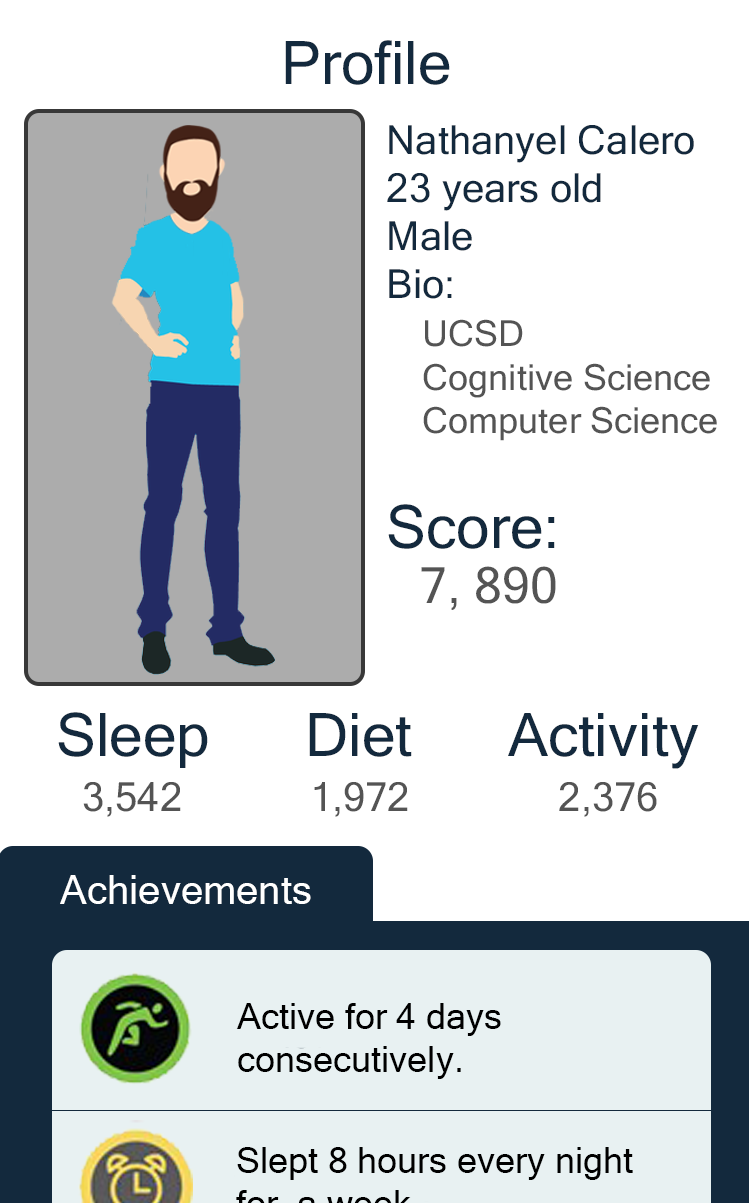 Profile
Nathanyel Calero
23 years old
Male
Bio:
UCSD
Cognitive Science
Computer Science
Score:
7, 890
Sleep Diet Activity
3,542 1,972 2,376
Achievements
Active for 4 days
consecutively.
Slept 8 hours every night
for a week